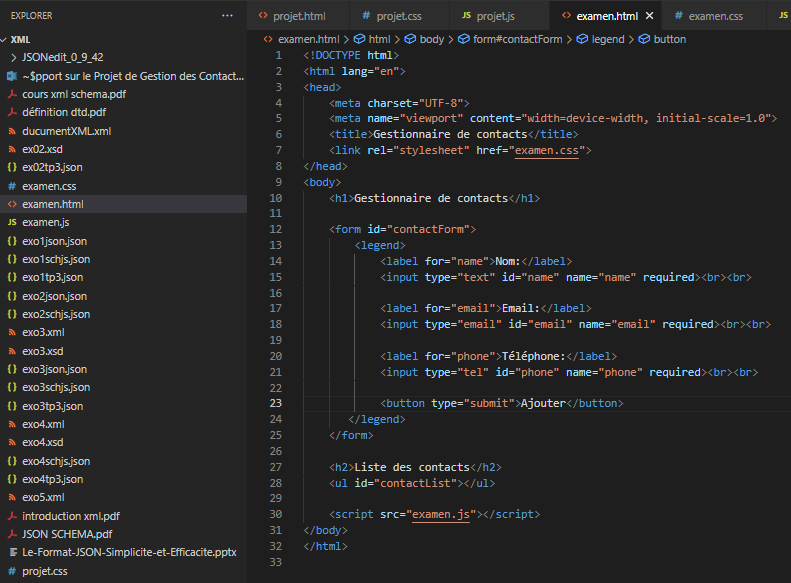 EXPLORER
XML
JSONedit_0_9_42
~$pport sur le Projet de Gestion des Contact...
cours xml schema.pdf
définition dtd.pdf
ducumentXML.xml
ex02.xsd
ex02tp3.json
examen.css
examen.html
examen.js
exo1json.json
exo1schjs.json
exo1tp3.json
exo2json.json
exo2schjs.json
exo3.xml
exo3.xsd
exo3json.json
exo3schjs.json
exo3tp3.json
exo4.xml
exo4.xsd
exo4schjs.json
exo4tp3.json
exo5.xml
introduction xml.pdf
JSON SCHEMA.pdf
Le-Format-JSON-Simplicite-et-Efficacite.pptx
projet.css
projet.html # projet.css JS projet.js examen.html # examen.css JS
examen.html > html > body > form#contactForm > legend > button
1 <!DOCTYPE html>
2 <html lang="en">
3 <head>
4 <meta charset="UTF-8">
5 <meta name="viewport" content="width=device-width, initial-scale=1.0">
6 <title>Gestionnaire de contacts</title>
7 <link rel="stylesheet" href="examen.css">
8 </head>
9 <body>
10 <h1>Gestionnaire de contacts</h1>
11
12 <form id="contactForm">
13 <legend>
14 <label for="name">Nom:</label>
15 <input type="text" id="name" name="name" required><br><br>
16
17 <label for="email">Email:</label>
18 <input type="email" id="email" name="email" required><br><br>
19
20 <label for="phone">Téléphone:</label>
21 <input type="tel" id="phone" name="phone" required><br><br>
22
23 <button type="submit">Ajouter</button>
24 </legend>
25 </form>
26
27 <h2>Liste des contacts</h2>
28 <ul id="contactList"></ul>
29
30 <script src="examen.js"></script>
31 </body>
32 </html>
33